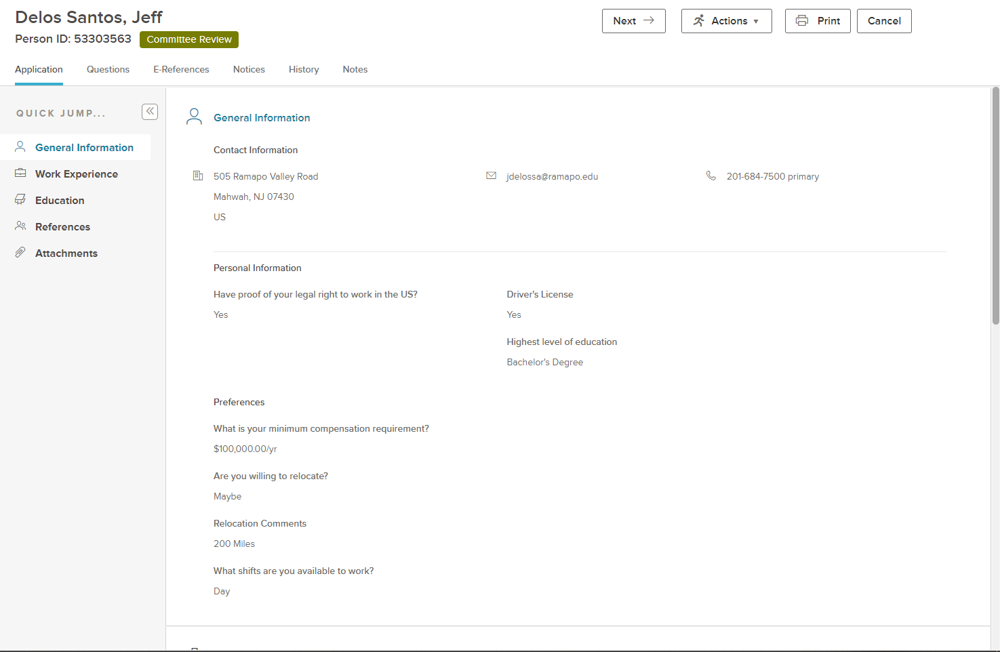 Delos Santos, Jeff
Person ID: 53303563 Committee Review
Next Actions Print Cancel
Application Questions E-References Notices History Notes
QUICK JUMP...
General Information
Work Experience
Education
References
Attachments
General Information
Contact Information
505 Ramapo Valley Road jdelossa@ramapo.edu 201-684-7500 primary
Mahwah, NJ 07430
US
Personal Information
Have proof of your legal right to work in the US? Driver's License
Yes Yes
Highest level of education
Bachelor's Degree
Preferences
What is your minimum compensation requirement?
$100,000.00/yr
Are you willing to relocate?
Maybe
Relocation Comments
200 Miles
What shifts are you available to work?
Day